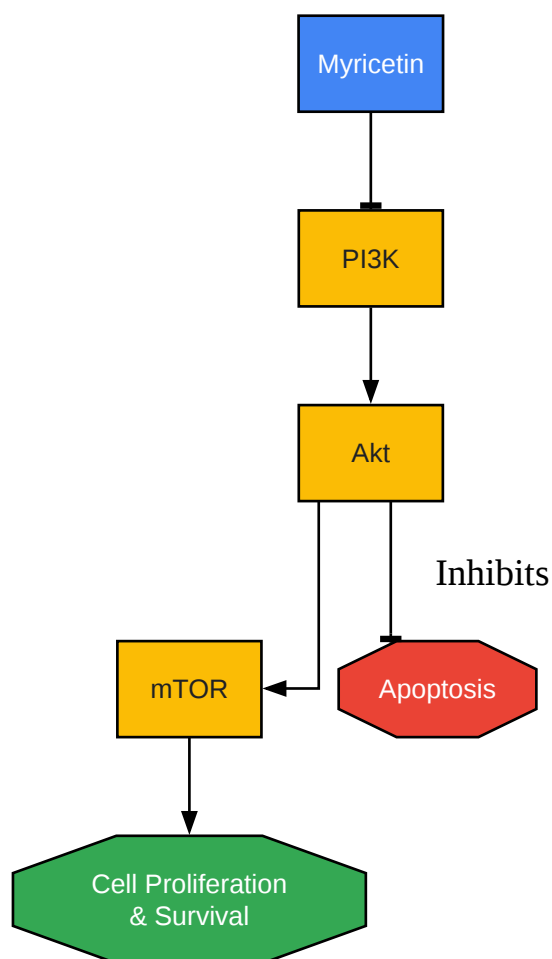 Myricetin
PI3K
Akt
Inhibits
mTOR
Apoptosis
Cell Proliferation
& Survival